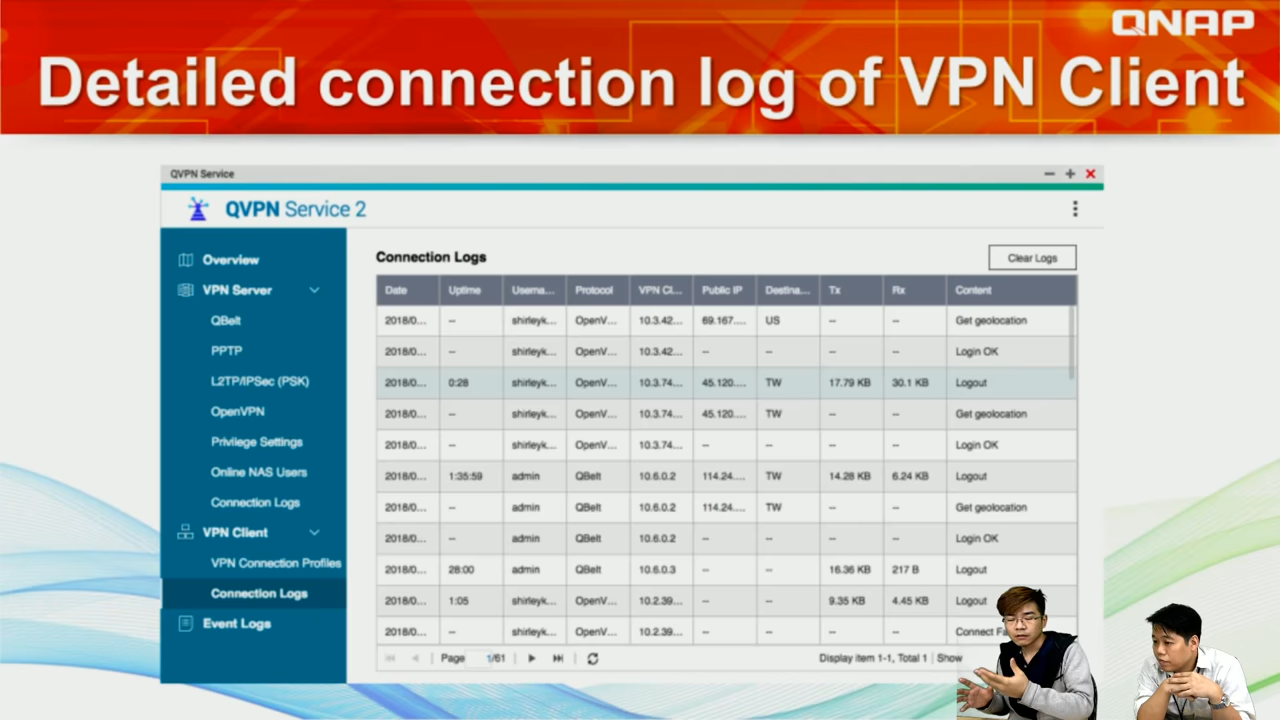 QNAP
Detailed connection log of VPN Client
QVPN Service
QVPN Service 2
Overview
VPN Server
QBelt
PPTP
L2TP/IPSec (PSK)
OpenVPN
Privilege Settings
Online NAS Users
Connection Logs
VPN Client
VPN Connection Profiles
Connection Logs
Event Logs
Connection Logs
Clear Logs
Date Uptime Userna... Protocol VPN Cl... Public IP Destina... Tx Rx Content
2018/0... -- shirleyk... OpenV... 10.3.42... 69.167.... US -- -- Get geolocation
2018/0... -- shirleyk... OpenV... 10.3.42... -- -- -- -- Login OK
2018/0... 0:28 shirleyk... OpenV... 10.3.74... 45.120.... TW 17.79 KB 30.1 KB Logout
2018/0... -- shirleyk... OpenV... 10.3.74... 45.120.... TW -- -- Get geolocation
2018/0... -- shirleyk... OpenV... 10.3.74... -- -- -- -- Login OK
2018/0... 1:35:59 admin QBelt 10.6.0.2 114.24.... TW 14.28 KB 6.24 KB Logout
2018/0... -- admin QBelt 10.6.0.2 114.24.... TW -- -- Get geolocation
2018/0... -- admin QBelt 10.6.0.2 -- -- -- -- Login OK
2018/0... 28:00 admin QBelt 10.6.0.3 -- -- 16.36 KB 217 B Logout
2018/0... 1:05 shirleyk... OpenV... 10.2.39... -- -- 9.35 KB 4.45 KB Logout
2018/0... -- shirleyk... OpenV... 10.2.39... -- -- -- -- Connect
Page 1/61 Display item 1-1, Total 1 | Show